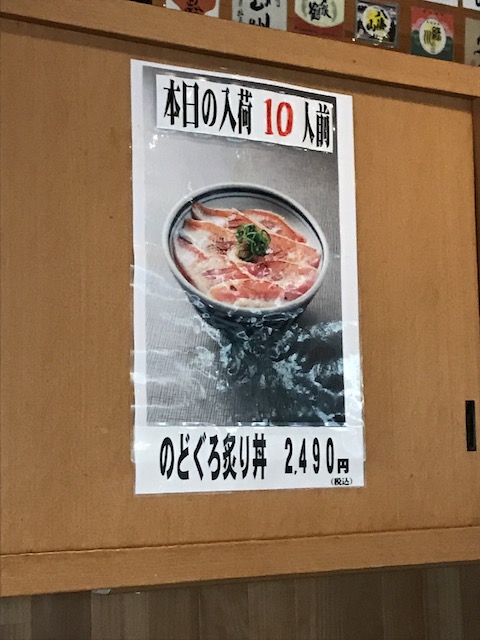 本日の入荷 10 人前
のどぐろ炙り丼 2,490円
(税込)